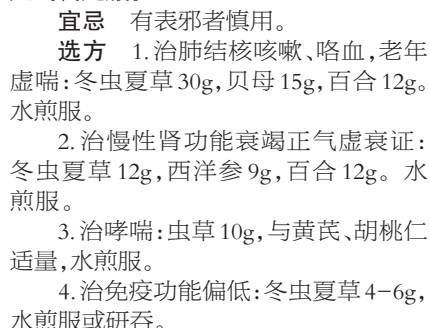 宜忌 有表邪者慎用。
选方 1.治肺结核咳嗽、咯血,老年
虚喘:冬虫夏草30g,贝母15g,百合12g。
水煎服。
2.治慢性肾功能衰竭正气虚衰证:
冬虫夏草12g,西洋参9g,百合12g。水
煎服。
3.治哮喘:虫草10g,与黄芪、胡桃仁
适量,水煎服。
4.治免疫功能偏低:冬虫夏草4-6g,
水煎服或研吞。